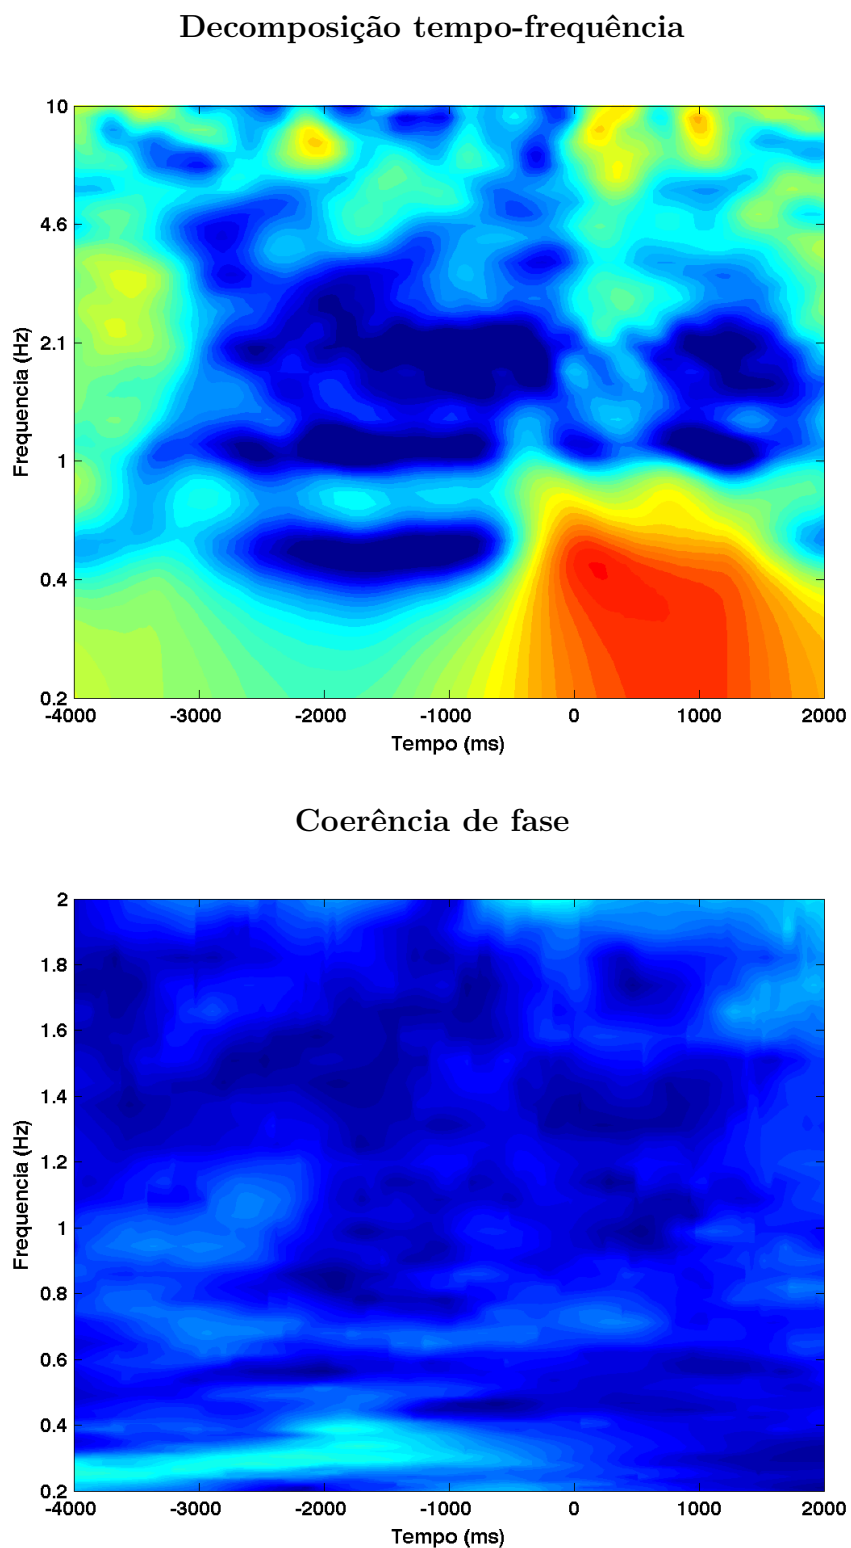 Decomposição tempo-frequência
10
4.6
2.1
1
0.4
0.2
Frequencia (Hz)
-4000 -3000 -2000 -1000 0 1000 2000
Tempo (ms)
Coerência de fase
2
1.8
1.6
1.4
1.2
1
0.8
0.6
0.4
0.2
Frequencia (Hz)
-4000 -3000 -2000 -1000 0 1000 2000
Tempo (ms)